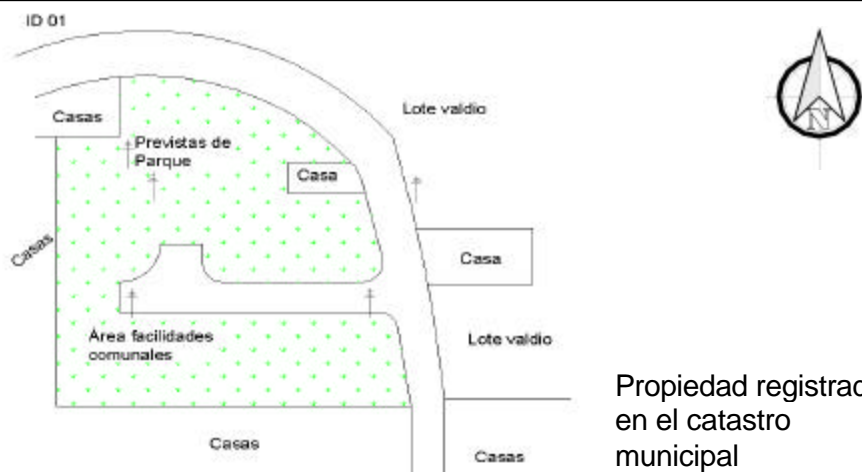 ID 01
Casas
Lote valdio
Previstas de
Parque
Casa
Casas
Casa
Área facilidades
comunales
Lote valdio
Casas
Casas
N
Propiedad registrad
en el catastro
municipal